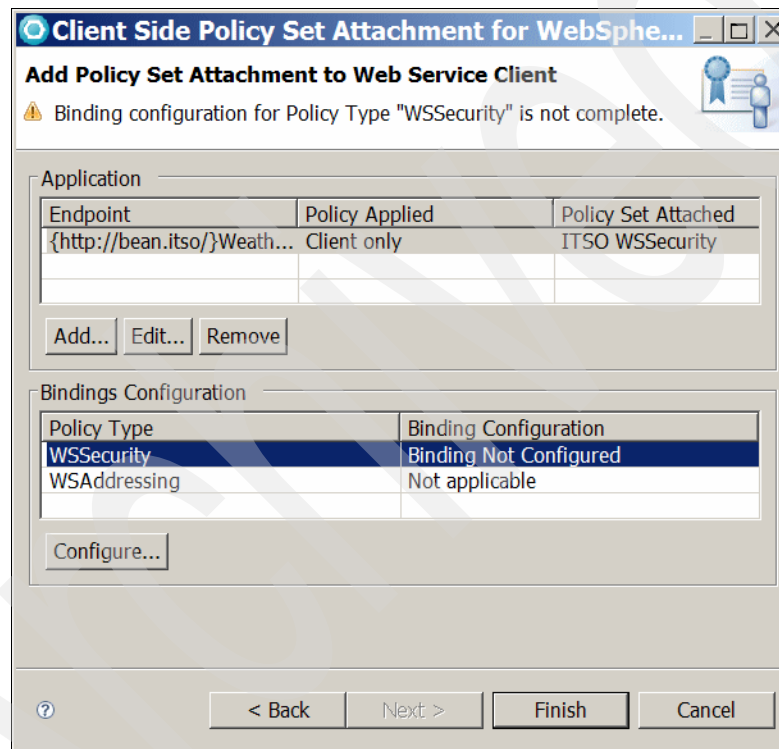 Client Side Policy Set Attachment for WebSphe...
Add Policy Set Attachment to Web Service Client
Binding configuration for Policy Type "WSSecurity" is not complete.
Application
Endpoint Policy Applied Policy Set Attached
{http://bean.itso/}Weath... Client only ITSO WSSecurity
Add... Edit... Remove
Bindings Configuration
Policy Type Binding Configuration
WSSecurity Binding Not Configured
WSAddressing Not applicable
Configure...
? < Back Next > Finish Cancel